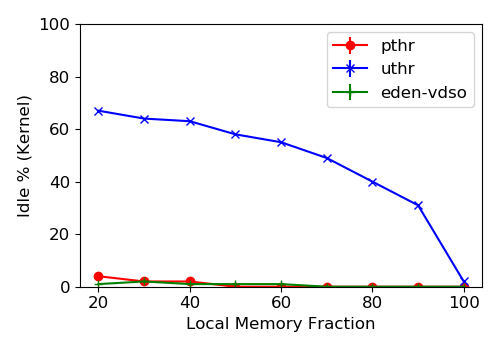 100
80
60
40
20
0
Idle % (Kernel)
pthr
uthr
eden-vdso
20 40 60 80 100
Local Memory Fraction